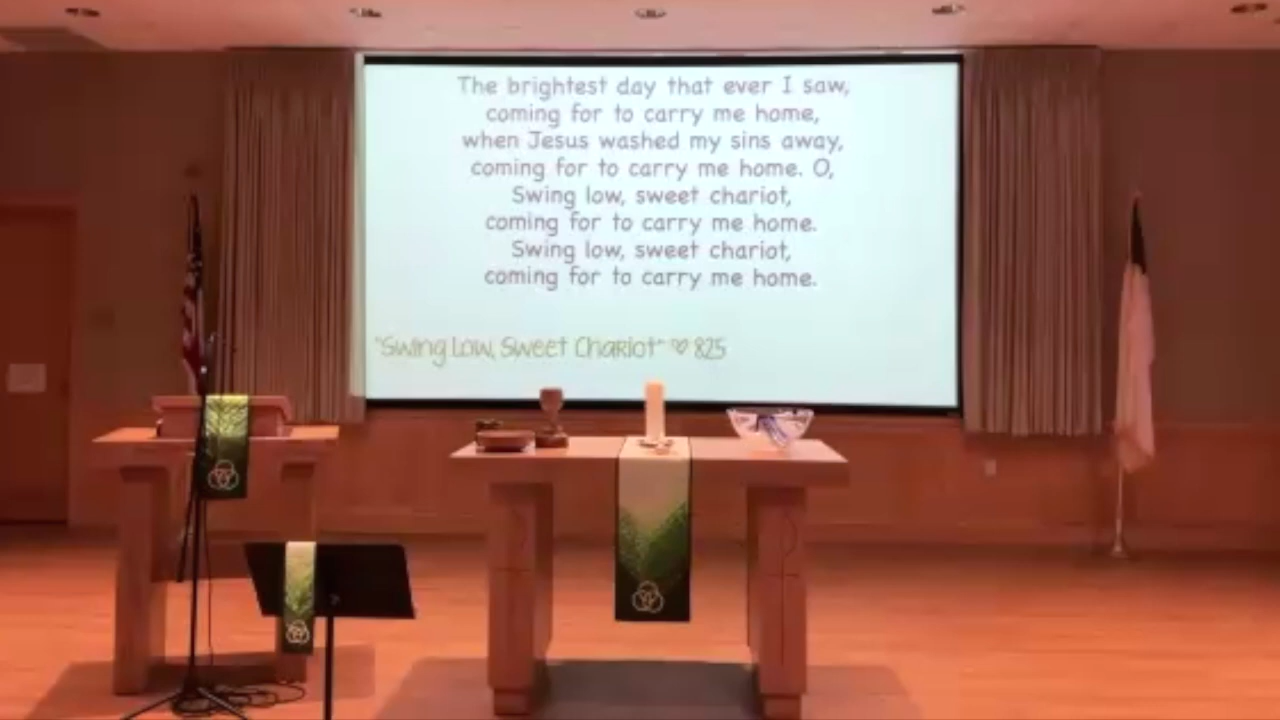 The brightest day that ever I saw,
coming for to carry me home,
when Jesus washed my sins away,
coming for to carry me home. O,
Swing low, sweet chariot,
coming for to carry me home.
Swing low, sweet chariot,
coming for to carry me home.
"Swing Low, Sweet Chariot" ♡ 825